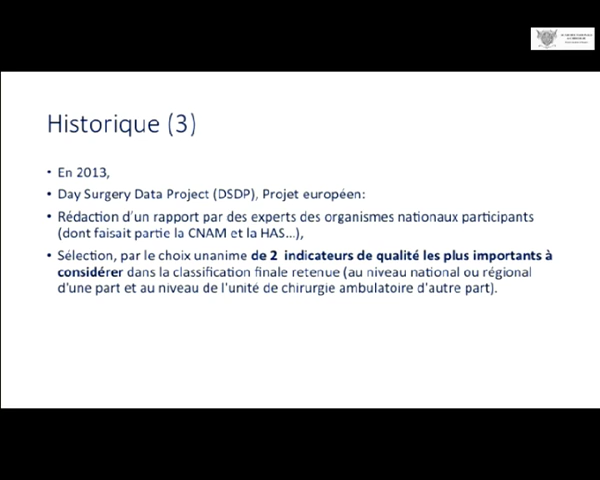 Historique (3)
• En 2013,
• Day Surgery Data Project (DSDP), Projet européen:
• Rédaction d'un rapport par des experts des organismes nationaux participants
(dont faisait partie la CNAM et la HAS...),
• Sélection, par le choix unanime de 2 indicateurs de qualité les plus importants à
considérer dans la classification finale retenue (au niveau national ou régional
d'une part et au niveau de l'unité de chirurgie ambulatoire d'autre part).